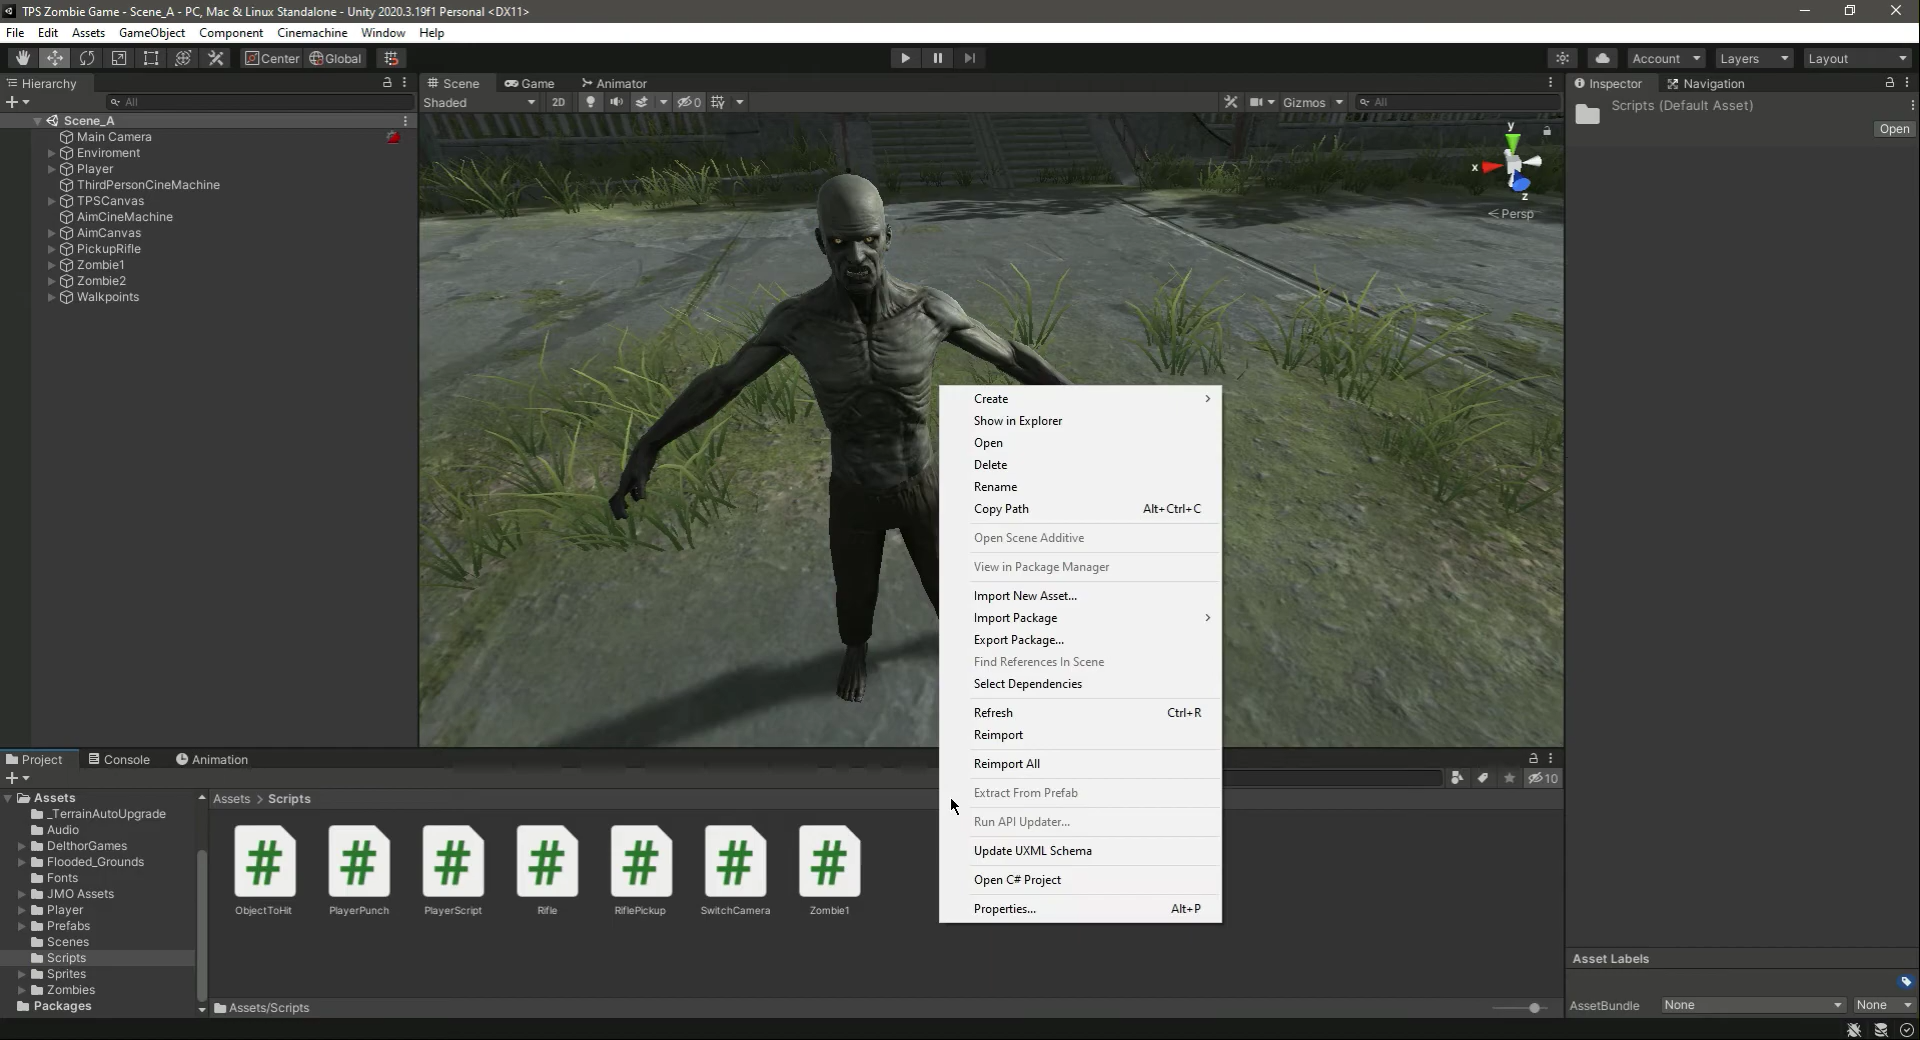 TPS Zombie Game - Scene_A - PC, Mac & Linux Standalone - Unity 2020.3.19f1 Personal <DX11>
File Edit Assets GameObject Component Cinemachine Window Help
Center Global Account Layers Layout
Hierarchy
All
Scene_A
Main Camera
Enviroment
Player
ThirdPersonCineMachine
TPSCanvas
AimCineMachine
AimCanvas
PickupRifle
Zombie1
Zombie2
Walkpoints
Scene Game Animator
Shaded 2D 0 Gizmos All
y
x
z
Persp
Inspector Navigation
Scripts (Default Asset)
Open
Create
Show in Explorer
Open
Delete
Rename
Copy Path Alt+Ctrl+C
Open Scene Additive
View in Package Manager
Import New Asset...
Import Package
Export Package...
Find References In Scene
Select Dependencies
Refresh Ctrl+R
Reimport
Reimport All
Extract From Prefab
Run API Updater...
Update UXML Schema
Open C# Project
Properties... Alt+P
Project Console Animation
10
Assets
_TerrainAutoUpgrade
Audio
DelthorGames
Flooded_Grounds
Fonts
JMO Assets
Player
Prefabs
Scenes
Scripts
Sprites
Zombies
Packages
Assets > Scripts
# # # # # # #
ObjectToHit PlayerPunch PlayerScript Rifle RiflePickup SwitchCamera Zombie1
Assets/Scripts
Asset Labels
AssetBundle None None